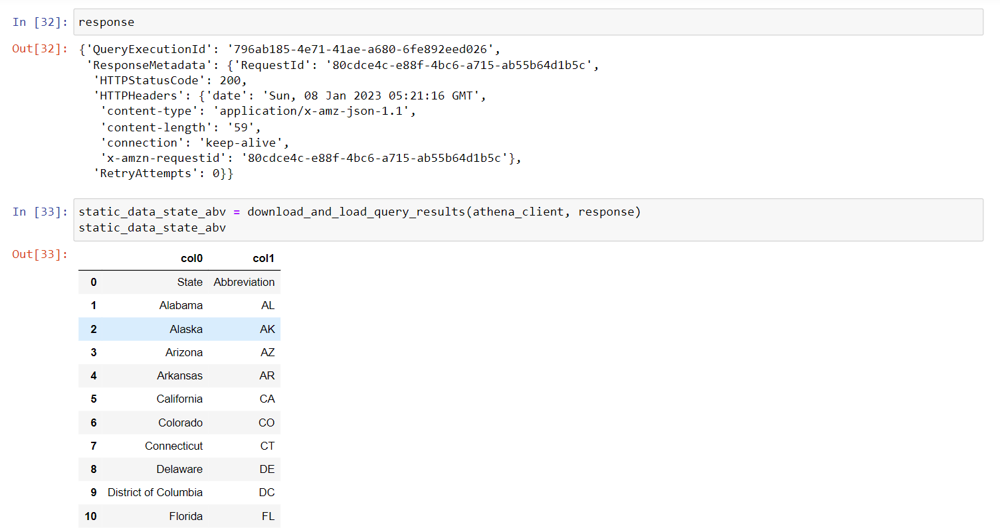 In [32]: response
Out[32]: {'QueryExecutionId': '796ab185-4e71-41ae-a680-6fe892eed026',
'ResponseMetadata': {'RequestId': '80cdce4c-e88f-4bc6-a715-ab55b64d1b5c',
'HTTPStatusCode': 200,
'HTTPHeaders': {'date': 'Sun, 08 Jan 2023 05:21:16 GMT',
'content-type': 'application/x-amz-json-1.1',
'content-length': '59',
'connection': 'keep-alive',
'x-amzn-requestid': '80cdce4c-e88f-4bc6-a715-ab55b64d1b5c'},
'RetryAttempts': 0}}
In [33]: static_data_state_abv = download_and_load_query_results(athena_client, response)
static_data_state_abv
Out[33]:
col0 col1
0 State Abbreviation
1 Alabama AL
2 Alaska AK
3 Arizona AZ
4 Arkansas AR
5 California CA
6 Colorado CO
7 Connecticut CT
8 Delaware DE
9 District of Columbia DC
10 Florida FL